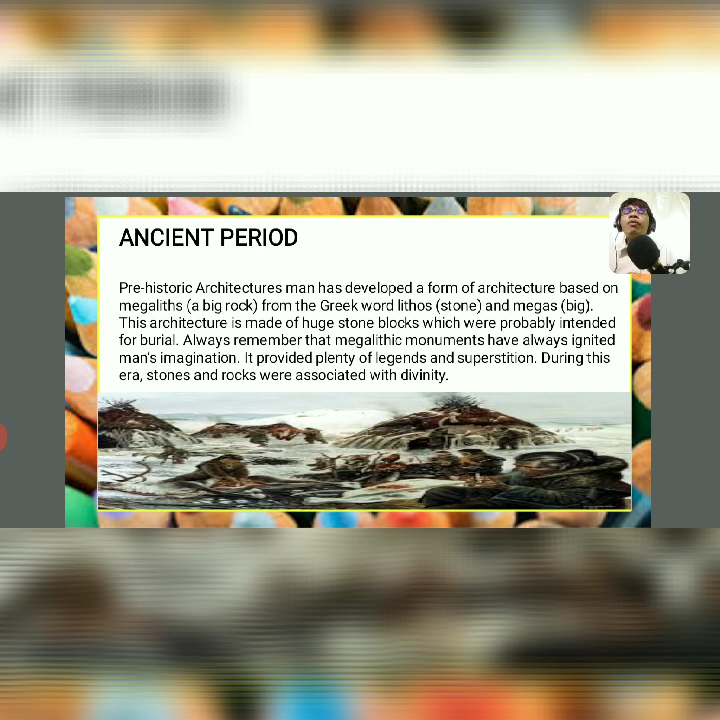 ANCIENT PERIOD
Pre-historic Architectures man has developed a form of architecture based on
megaliths (a big rock) from the Greek word lithos (stone) and megas (big).
This architecture is made of huge stone blocks which were probably intended
for burial. Always remember that megalithic monuments have always ignited
man's imagination. It provided plenty of legends and superstition. During this
era, stones and rocks were associated with divinity.